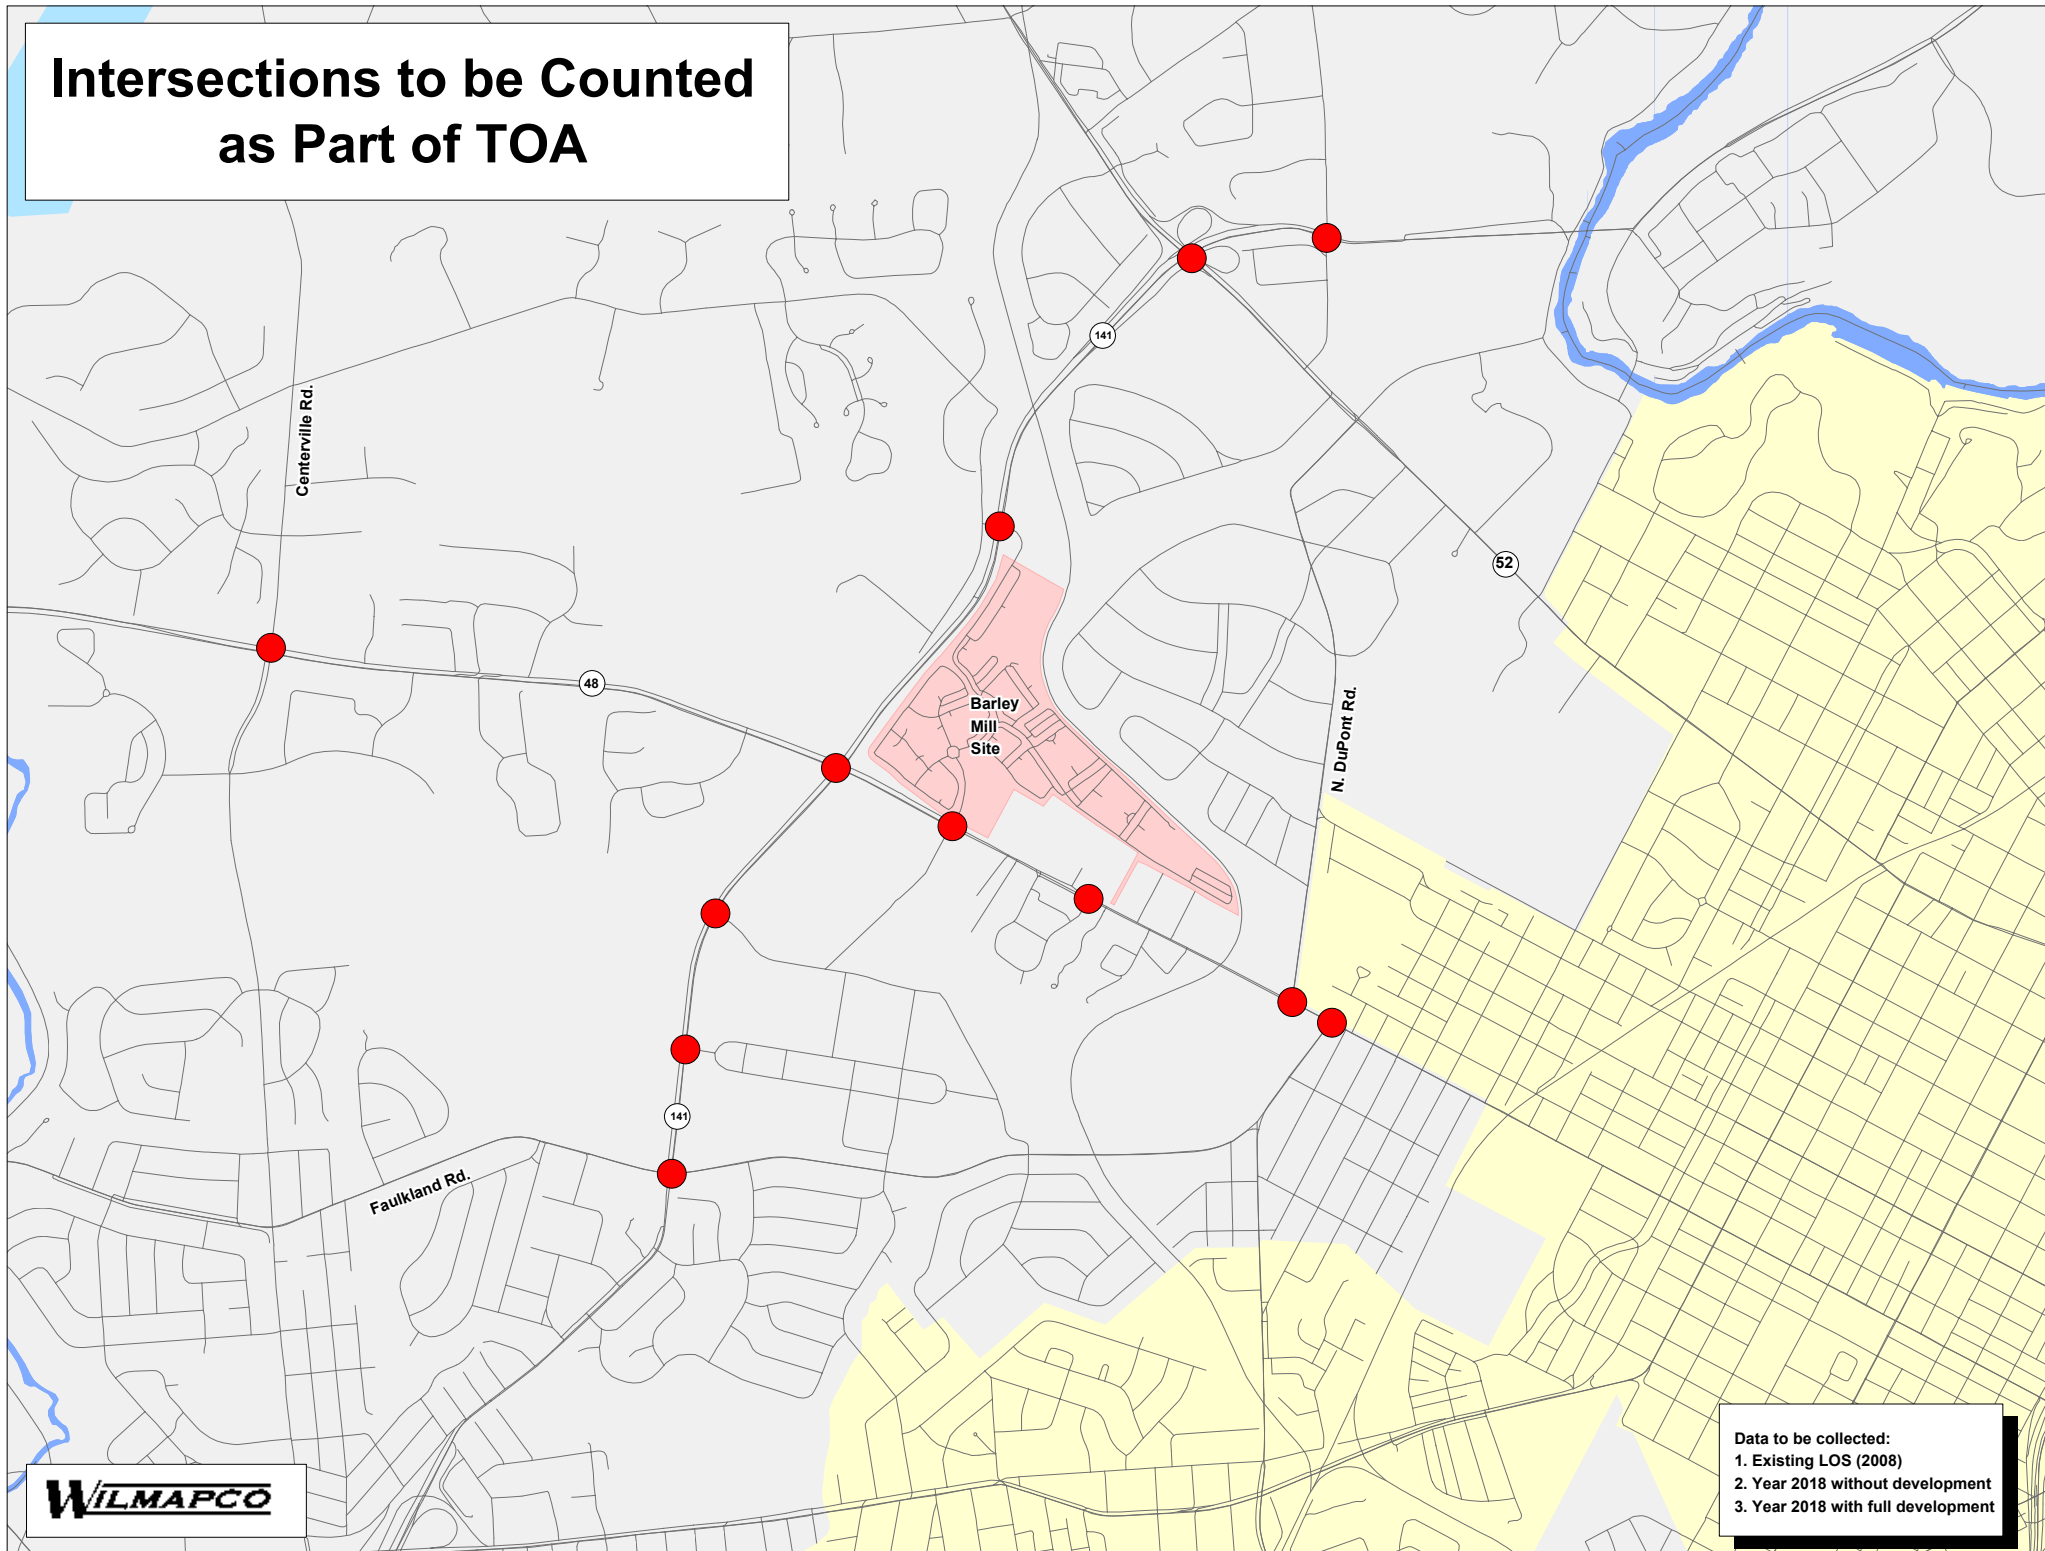 Intersections to be Counted
as Part of TOA
141
Centerville Rd.
52
48
Barley
Mill
Site
N. DuPont Rd.
141
Faulkland Rd.
Data to be collected:
1. Existing LOS (2008)
2. Year 2018 without development
3. Year 2018 with full development
WILMAPCO